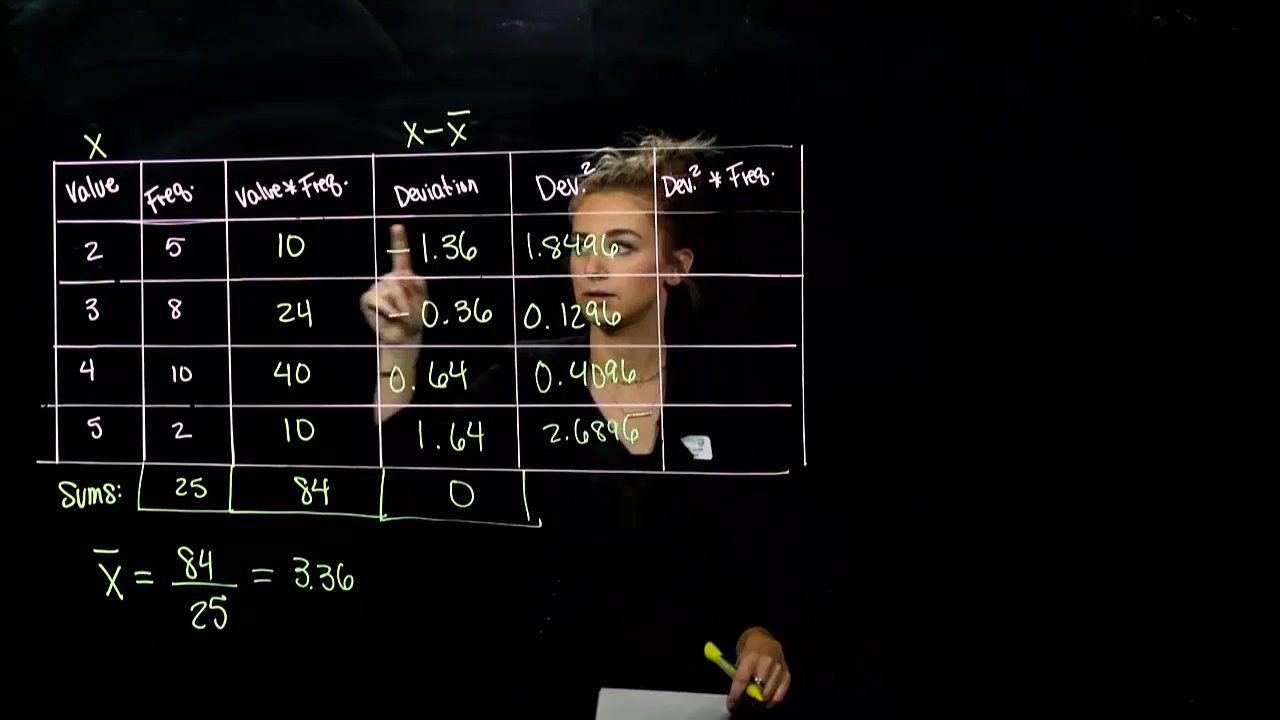 X X - X̄
Value Freq. Value*Freq. Deviation Dev.² Dev.² * Freq.
2 5 10 -1.36 1.8496
3 8 24 -0.36 0.1296
4 10 40 0.64 0.4096
5 2 10 1.64 2.6896
Sums: 25 84 0
X̄ = 84/25 = 3.36